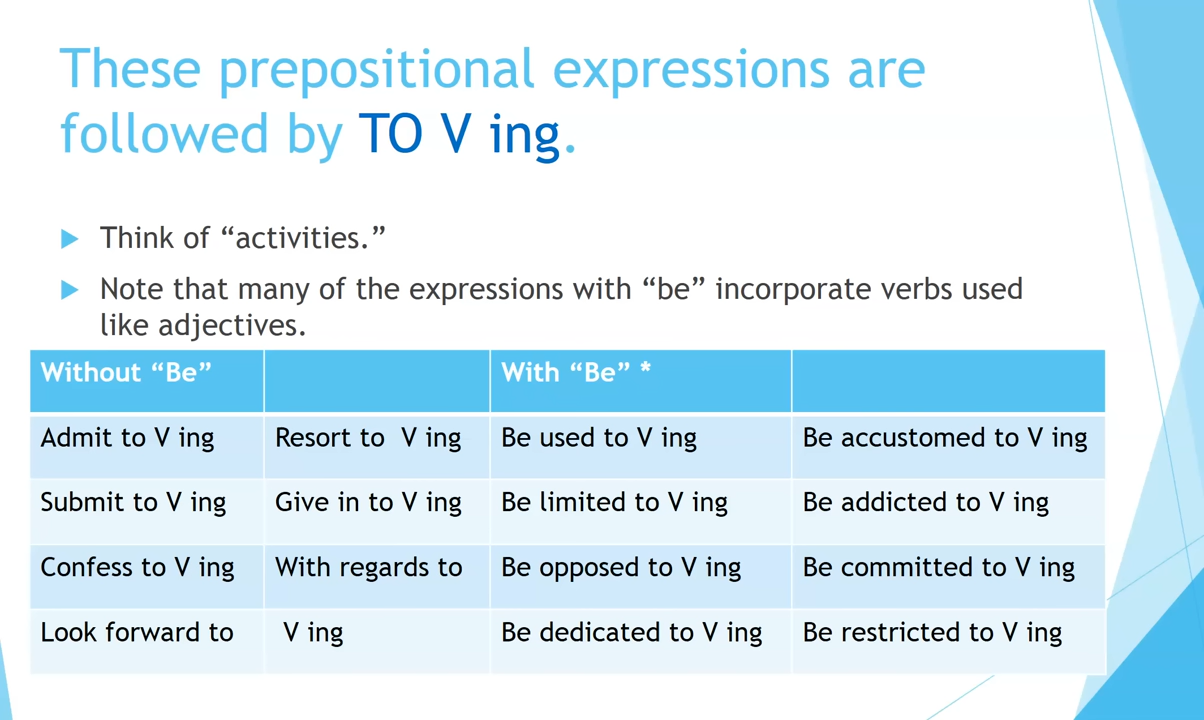 These prepositional expressions are
followed by TO V ing.
Think of “activities.”
Note that many of the expressions with “be” incorporate verbs used
like adjectives.
Without “Be” With “Be” *
Admit to V ing Resort to V ing Be used to V ing Be accustomed to V ing
Submit to V ing Give in to V ing Be limited to V ing Be addicted to V ing
Confess to V ing With regards to Be opposed to V ing Be committed to V ing
Look forward to V ing Be dedicated to V ing Be restricted to V ing